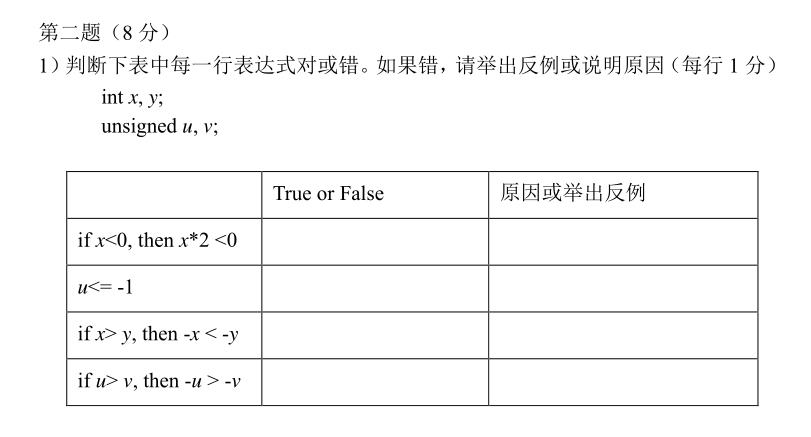 第二题（8 分）
1）判断下表中每一行表达式对或错。如果错，请举出反例或说明原因（每行 1 分）
int x, y;
unsigned u, v;
True or False 原因或举出反例
if x<0, then x*2 <0
u<= -1
if x> y, then -x < -y
if u> v, then -u > -v